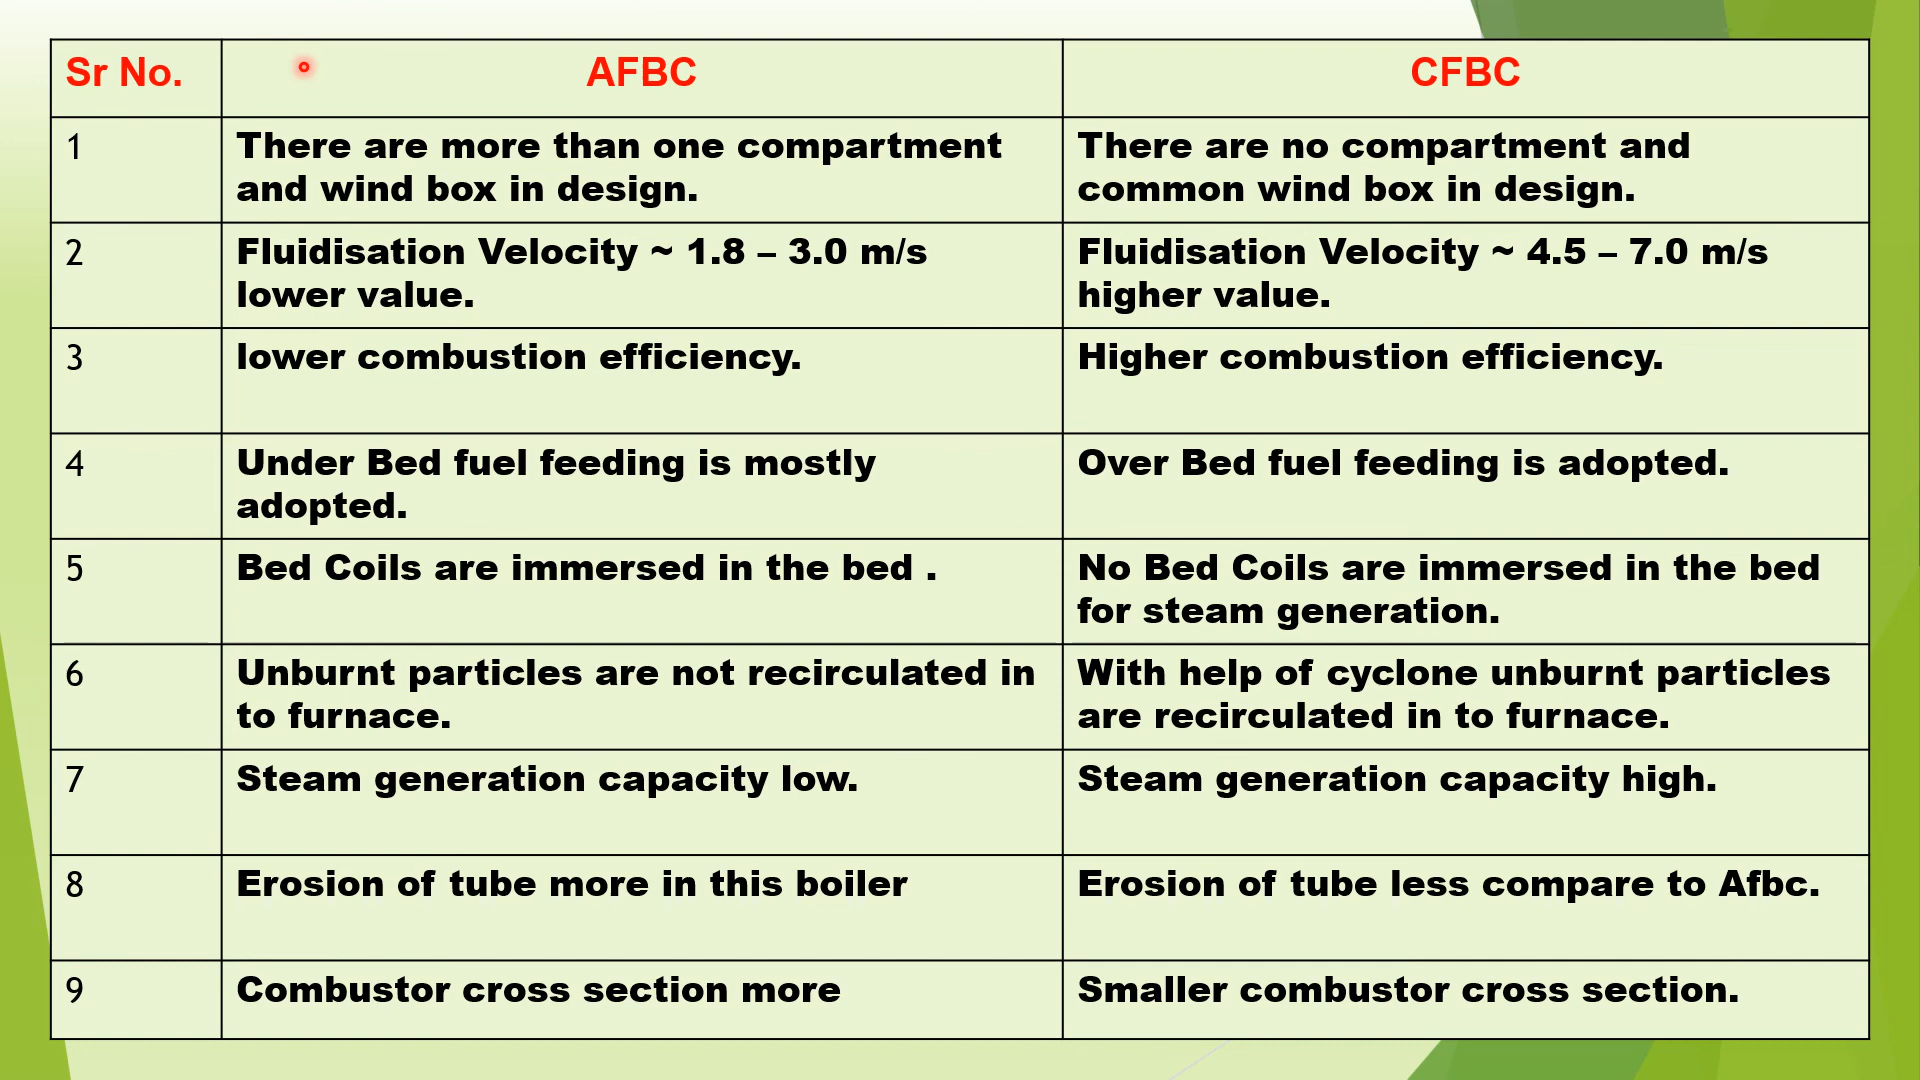 Sr No. AFBC CFBC
1 There are more than one compartment There are no compartment and
and wind box in design. common wind box in design.
2 Fluidisation Velocity ~ 1.8 – 3.0 m/s Fluidisation Velocity ~ 4.5 – 7.0 m/s
lower value. higher value.
3 lower combustion efficiency. Higher combustion efficiency.
4 Under Bed fuel feeding is mostly Over Bed fuel feeding is adopted.
adopted.
5 Bed Coils are immersed in the bed . No Bed Coils are immersed in the bed
for steam generation.
6 Unburnt particles are not recirculated in With help of cyclone unburnt particles
to furnace. are recirculated in to furnace.
7 Steam generation capacity low. Steam generation capacity high.
8 Erosion of tube more in this boiler Erosion of tube less compare to Afbc.
9 Combustor cross section more Smaller combustor cross section.